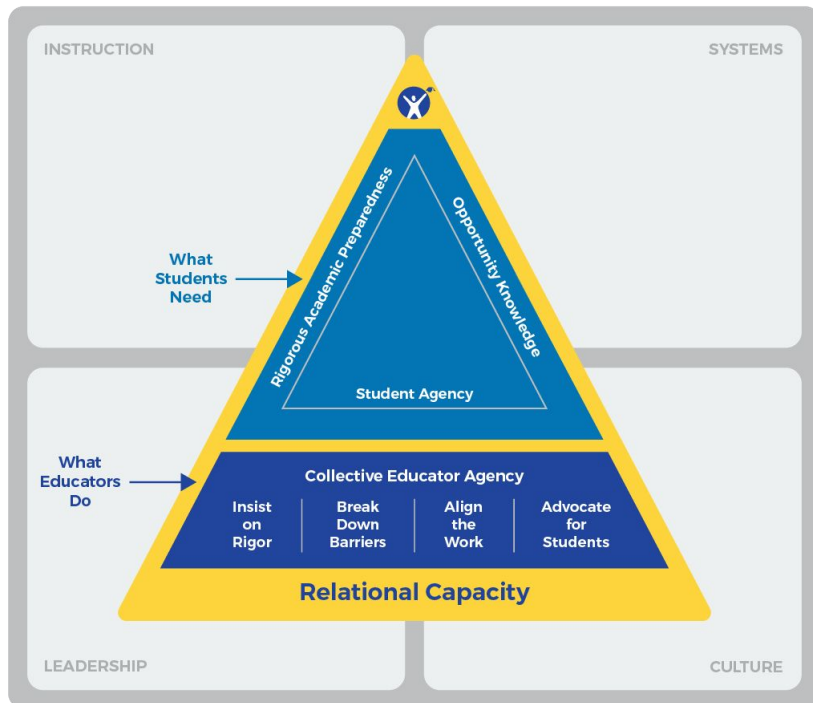 INSTRUCTION
SYSTEMS
Rigorous Academic Preparedness
Opportunity Knowledge
What
Students
Need
Student Agency
What
Educators
Do
Collective Educator Agency
Insist
on
Rigor
Break
Down
Barriers
Align
the
Work
Advocate
for
Students
Relational Capacity
LEADERSHIP
CULTURE